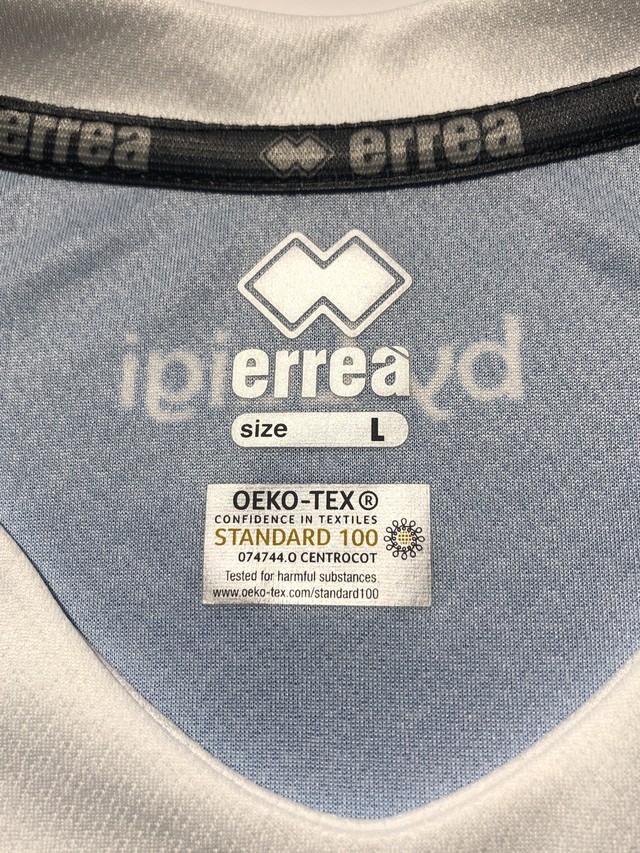 errea errea
errea
size L
OEKO-TEX®
CONFIDENCE IN TEXTILES
STANDARD 100
074744.0 CENTROCOT
Tested for harmful substances
www.oeko-tex.com/standard100